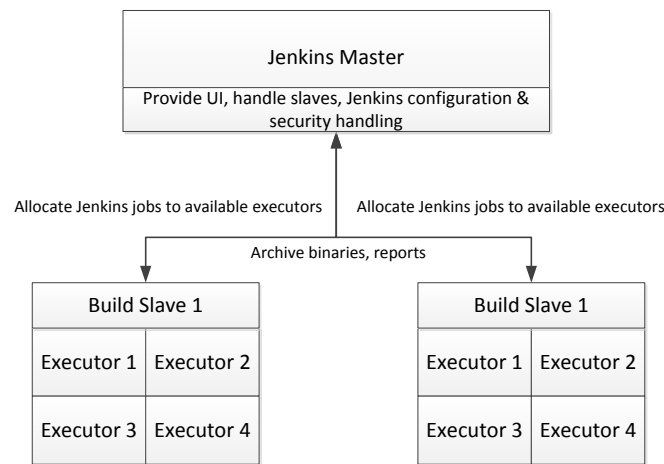 Jenkins Master
Provide UI, handle slaves, Jenkins configuration &
security handling
Allocate Jenkins jobs to available executors
Allocate Jenkins jobs to available executors
Archive binaries, reports
Build Slave 1
Build Slave 1
Executor 1
Executor 2
Executor 1
Executor 2
Executor 3
Executor 4
Executor 3
Executor 4